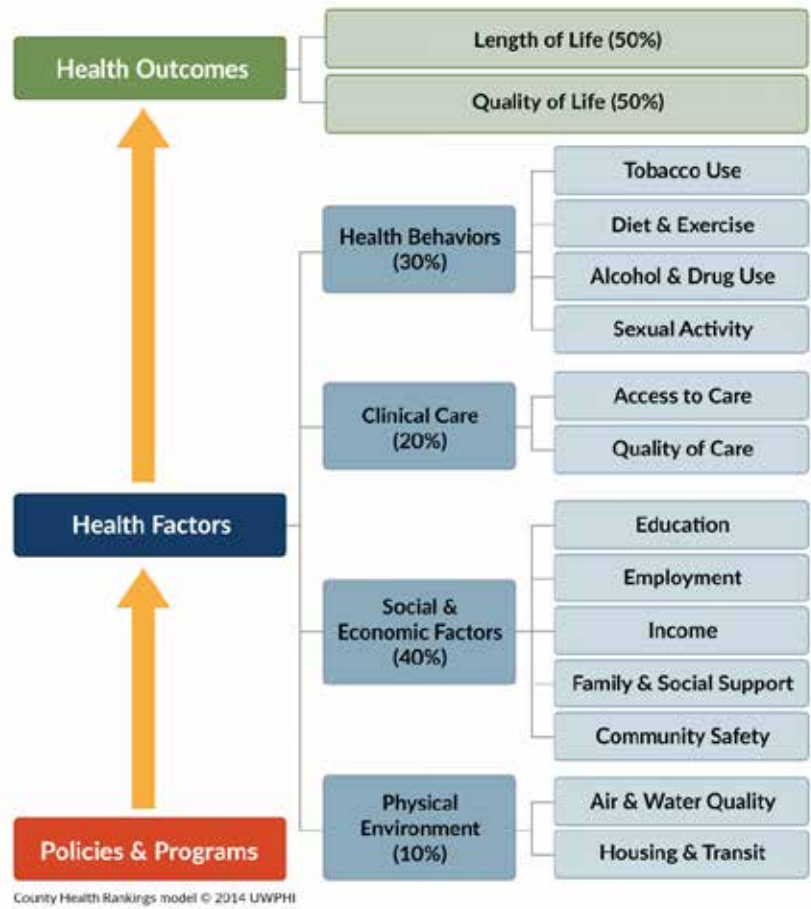 Health Outcomes
Length of Life (50%)
Quality of Life (50%)
Health Factors
Health Behaviors
(30%)
Tobacco Use
Diet & Exercise
Alcohol & Drug Use
Sexual Activity
Clinical Care
(20%)
Access to Care
Quality of Care
Social &
Economic Factors
(40%)
Education
Employment
Income
Family & Social Support
Community Safety
Physical
Environment
(10%)
Air & Water Quality
Housing & Transit
Policies & Programs
County Health Rankings model © 2014 UWPHI